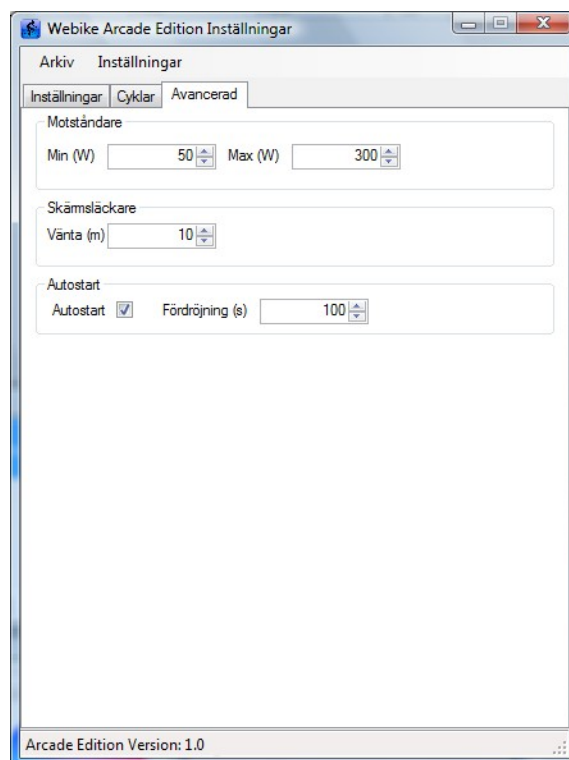 Webike Arcade Edition Inställningar
Arkiv Inställningar
Inställningar Cyklar Avancerad
Motståndare
Min (W) 50 Max (W) 300
Skärmsläckare
Vänta (m) 10
Autostart
Autostart Fördröjning (s) 100
Arcade Edition Version: 1.0